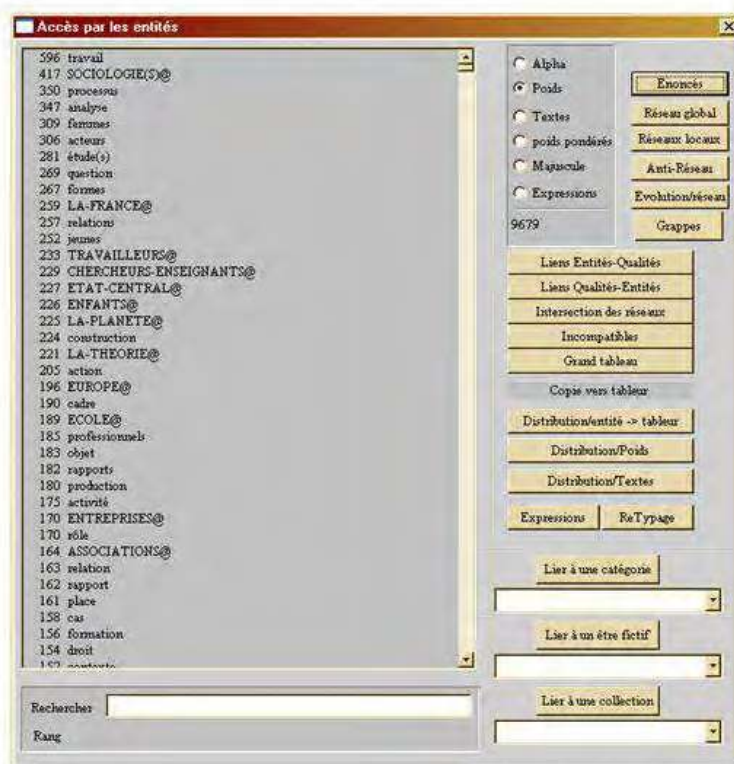 Accès par les entités
596 travail
417 SOCIOLOGIE(S)@
350 processus
347 analyse
309 femmes
306 acteurs
281 étude(s)
269 question
267 formes
259 LA-FRANCE@
257 relations
252 jeunes
233 TRAVAILLEURS@
229 CHERCHEURS-ENSEIGNANTS@
227 ETAT-CENTRAL@
226 ENFANTS@
225 LA-PLANETE@
224 construction
221 LA-THEORIE@
205 action
196 EUROPE@
190 cadre
189 ECOLE@
185 professionnels
183 objet
182 rapports
180 production
175 activité
170 ENTREPRISES@
170 rôle
164 ASSOCIATIONS@
163 relation
162 rapport
161 place
158 cas
156 formation
154 droit
152 contexte
Rechercher
Rang
Alpha
Poids
Textes
poids pondérés
Majuscule
Expressions
9679
Enoncés
Réseau global
Réseaux locaux
Anti-Réseau
Evolution/réseau
Grappes
Liens Entités-Qualités
Liens Qualités-Entités
Intersection des réseaux
Incompatibles
Grand tableau
Copie vers tableur
Distribution/entité -> tableur
Distribution/Poids
Distribution/Textes
Expressions ReTypage
Lier à une catégorie
Lier à un être fictif
Lier à une collection